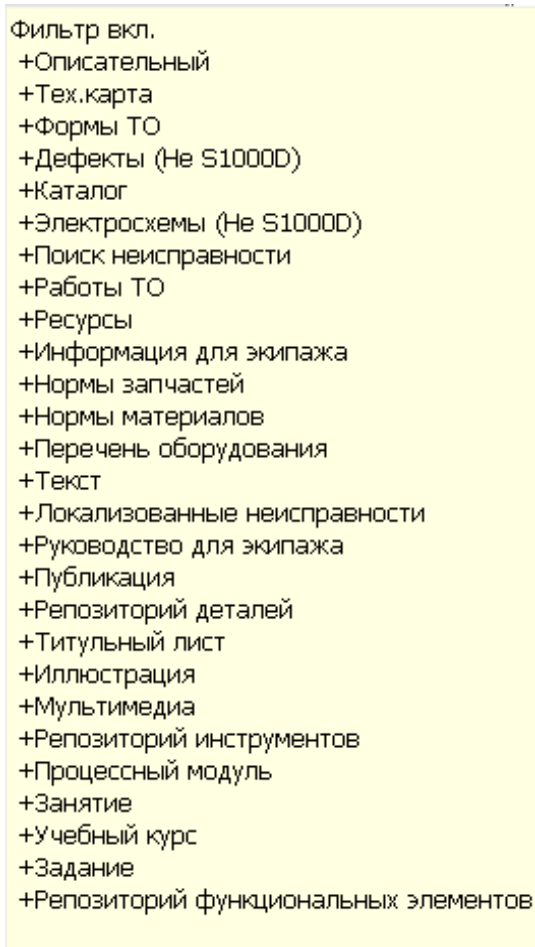 Фильтр вкл.
+Описательный
+Тех.карта
+Формы ТО
+Дефекты (Не S1000D)
+Каталог
+Электросхемы (Не S1000D)
+Поиск неисправности
+Работы ТО
+Ресурсы
+Информация для экипажа
+Нормы запчастей
+Нормы материалов
+Перечень оборудования
+Текст
+Локализованные неисправности
+Руководство для экипажа
+Публикация
+Репозиторий деталей
+Титульный лист
+Иллюстрация
+Мультимедиа
+Репозиторий инструментов
+Процессный модуль
+Занятие
+Учебный курс
+Задание
+Репозиторий функциональных элементов